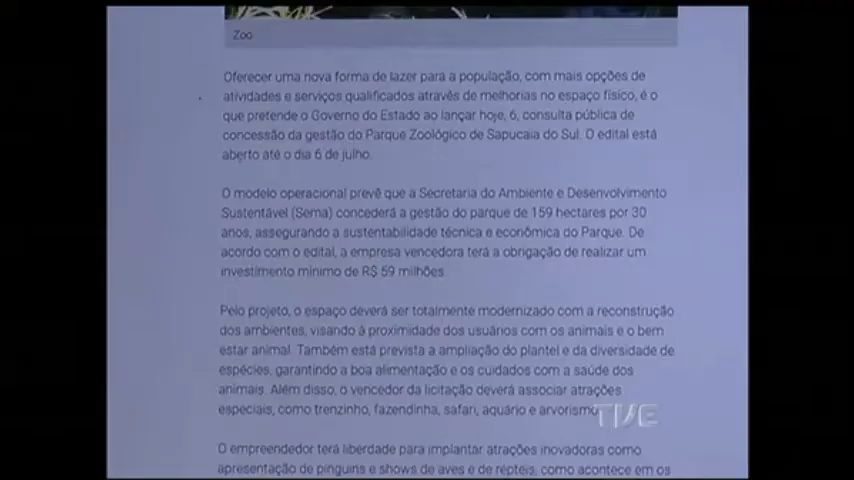 Zoo
Oferecer uma nova forma de lazer para a população, com mais opções de
atividades e serviços qualificados através de melhorias no espaço físico, é o
que pretende o Governo do Estado ao lançar hoje, 6, consulta pública de
concessão da gestão do Parque Zoológico de Sapucaia do Sul. O edital está
aberto até o dia 6 de julho.
O modelo operacional prevê que a Secretaria do Ambiente e Desenvolvimento
Sustentável (Sema) concederá a gestão do parque de 159 hectares por 30
anos, assegurando a sustentabilidade técnica e econômica do Parque. De
acordo com o edital, a empresa vencedora terá a obrigação de realizar um
investimento mínimo de R$ 59 milhões.
Pelo projeto, o espaço deverá ser totalmente modernizado com a reconstrução
dos ambientes, visando à proximidade dos usuários com os animais e o bem
estar animal. Também está prevista a ampliação do plantel e da diversidade de
espécies, garantindo a boa alimentação e os cuidados com a saúde dos
animais. Além disso, o vencedor da licitação deverá associar atrações
especiais, como trenzinho, fazendinha, safari, aquário e arvorismo.
TVE
O empreendedor terá liberdade para implantar atrações inovadoras como
apresentação de pinguins e shows de aves e de répteis, como acontece em os